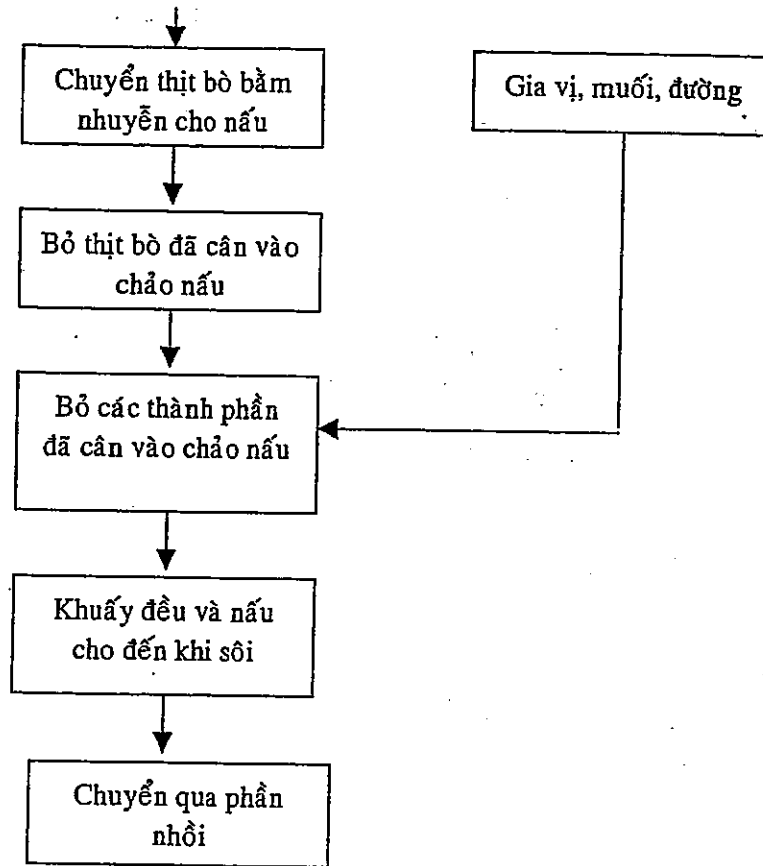 Chuyển thịt bò bằm
nhuyễn cho nấu
Gia vị, muối, đường
Bỏ thịt bò đã cân vào
chảo nấu
Bỏ các thành phần
đã cân vào chảo nấu
Khuấy đều và nấu
cho đến khi sôi
Chuyển qua phần
nhồi